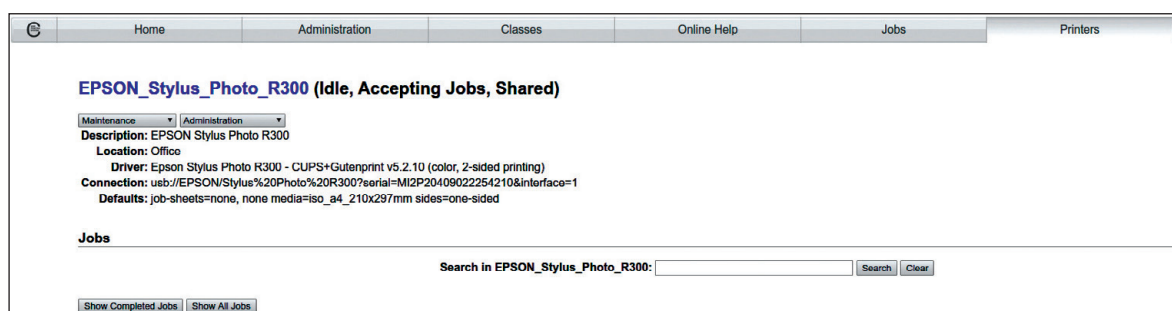 Home Administration Classes Online Help Jobs Printers
EPSON_Stylus_Photo_R300 (Idle, Accepting Jobs, Shared)
Maintenance Administration
Description: EPSON Stylus Photo R300
Location: Office
Driver: Epson Stylus Photo R300 - CUPS+Gutenprint v5.2.10 (color, 2-sided printing)
Connection: usb://EPSON/Stylus%20Photo%20R300?serial=MI2P20409022254210&interface=1
Defaults: job-sheets=none, none media=iso_a4_210x297mm sides=one-sided
Jobs
Search in EPSON_Stylus_Photo_R300: Search Clear
Show Completed Jobs Show All Jobs